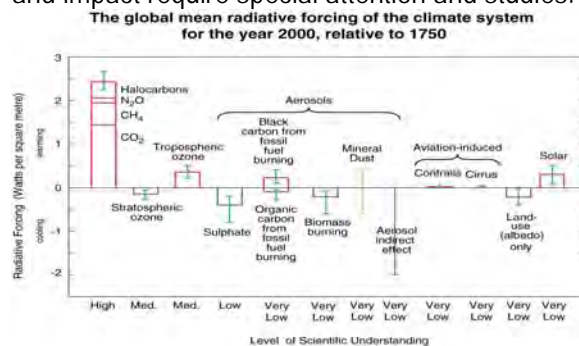 and impact require special attention and studies.
The global mean radiative forcing of the climate system
for the year 2000, relative to 1750
Radiative Forcing (Watts per square metre)
cooling
warming
3
2
1
0
-1
-2
Halocarbons
N2O
CH4
CO2
Stratospheric
ozone
Tropospheric
ozone
Aerosols
Sulphate
Black
carbon from
fossil
fuel
burning
Organic
carbon
from
fossil
fuel
burning
Biomass
burning
Mineral
Dust
Aerosol
indirect
effect
Aviation-induced
Contrails
Cirrus
Land-
use
(albedo)
only
Solar
High
Med.
Med.
Low
Very
Low
Very
Low
Very
Low
Very
Low
Very
Low
Very
Low
Very
Low
Very
Low
Level of Scientific Understanding